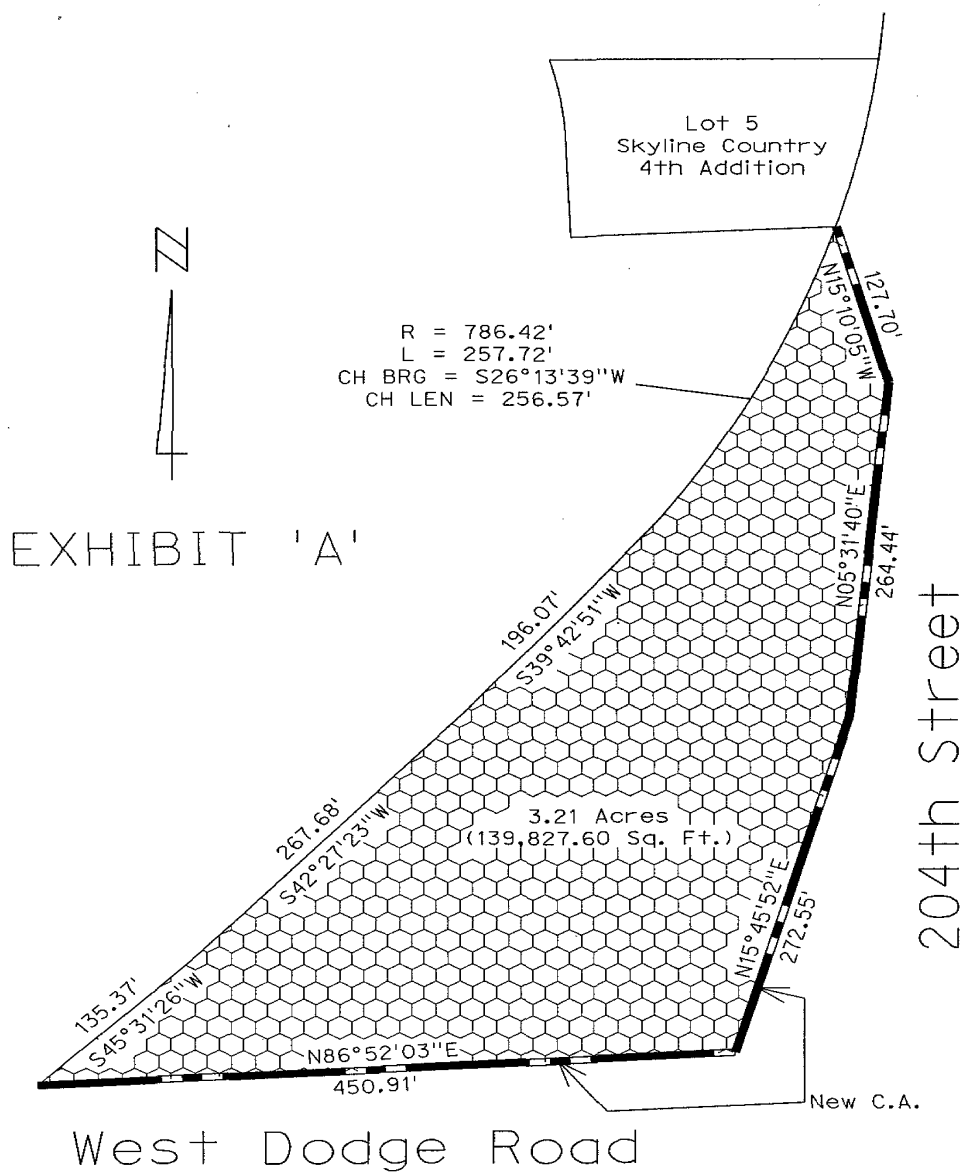 Lot 5
Skyline Country
4th Addition
N
R = 786.42'
L = 257.72'
CH BRG = S26°13'39"W
CH LEN = 256.57'
N15°10'05"W
127.70'
EXHIBIT 'A'
N05°31'40"E
264.44'
196.07'
S39°42'51"W
204th Street
267.68'
S42°27'23"W
3.21 Acres
(139,827.60 Sq. Ft.)
N15°45'52"E
272.55'
135.37'
S45°31'26"W
N86°52'03"E
450.91'
New C.A.
West Dodge Road